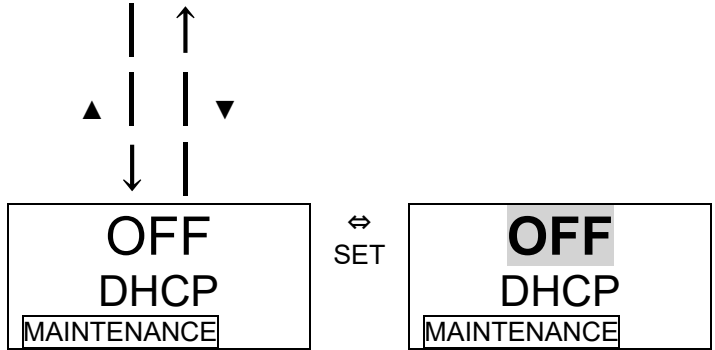 ▲ ▼
OFF
DHCP
MAINTENANCE
⇔
SET
OFF
DHCP
MAINTENANCE